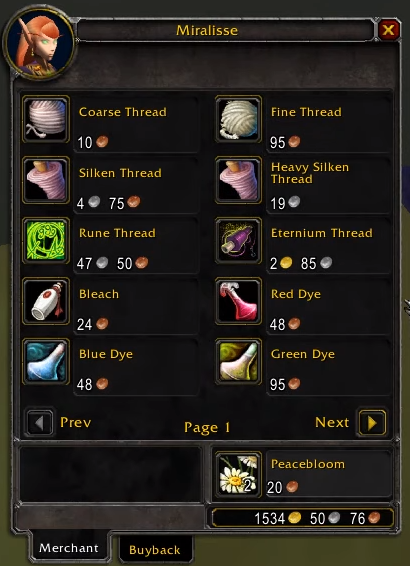 Miralisse
Coarse Thread
10
Fine Thread
95
Silken Thread
4 75
Heavy Silken
Thread
19
Rune Thread
47 50
Eternium Thread
2 85
Bleach
24
Red Dye
48
Blue Dye
48
Green Dye
95
Prev
Page 1
Next
2
Peacebloom
20
1534 50 76
Merchant
Buyback